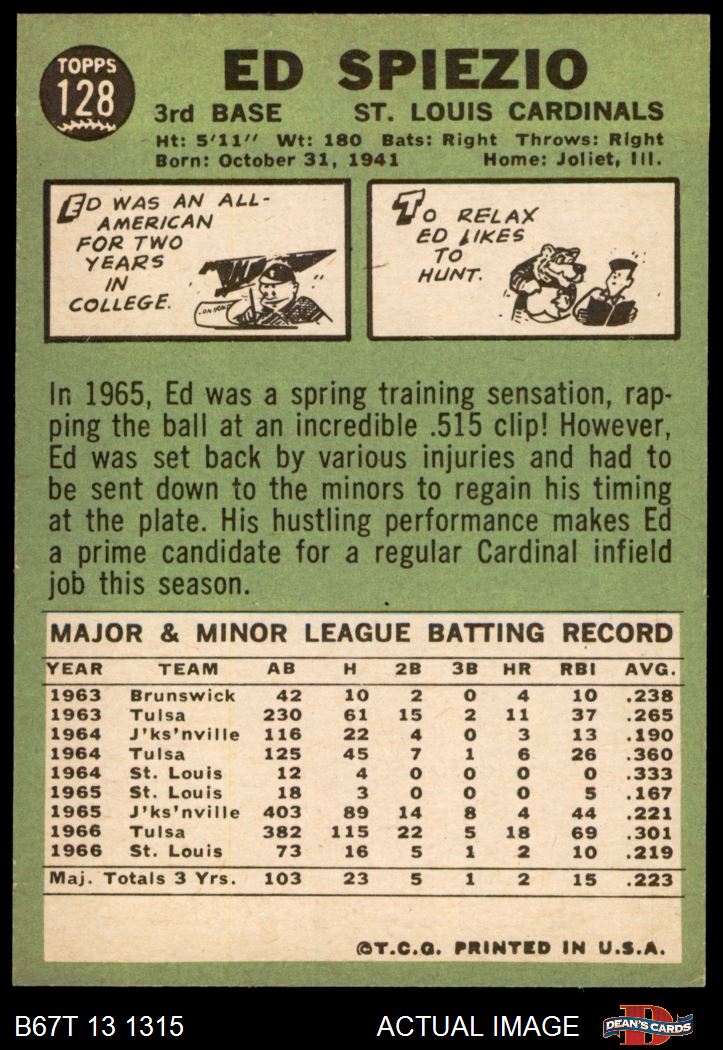 TOPPS
128
ED SPIEZIO
3rd BASE ST. LOUIS CARDINALS
Ht: 5'11" Wt: 180 Bats: Right Throws: Right
Born: October 31, 1941 Home: Joliet, Ill.
ED WAS AN ALL-
AMERICAN
FOR TWO
YEARS
IN
COLLEGE.
TO RELAX
ED LIKES
TO
HUNT.
In 1965, Ed was a spring training sensation, rap-
ping the ball at an incredible .515 clip! However,
Ed was set back by various injuries and had to
be sent down to the minors to regain his timing
at the plate. His hustling performance makes Ed
a prime candidate for a regular Cardinal infield
job this season.
MAJOR & MINOR LEAGUE BATTING RECORD
YEAR TEAM AB H 2B 3B HR RBI AVG.
1963 Brunswick 42 10 2 0 4 10 .238
1963 Tulsa 230 61 15 2 11 37 .265
1964 J'ks'nville 116 22 4 0 3 13 .190
1964 Tulsa 125 45 7 1 6 26 .360
1964 St. Louis 12 4 0 0 0 0 .333
1965 St. Louis 18 3 0 0 0 5 .167
1965 J'ks'nville 403 89 14 8 4 44 .221
1966 Tulsa 382 115 22 5 18 69 .301
1966 St. Louis 73 16 5 1 2 10 .219
Maj. Totals 3 Yrs. 103 23 5 1 2 15 .223
©T.C.G. PRINTED IN U.S.A.
B67T 13 1315 ACTUAL IMAGE D DEAN'S CARDS